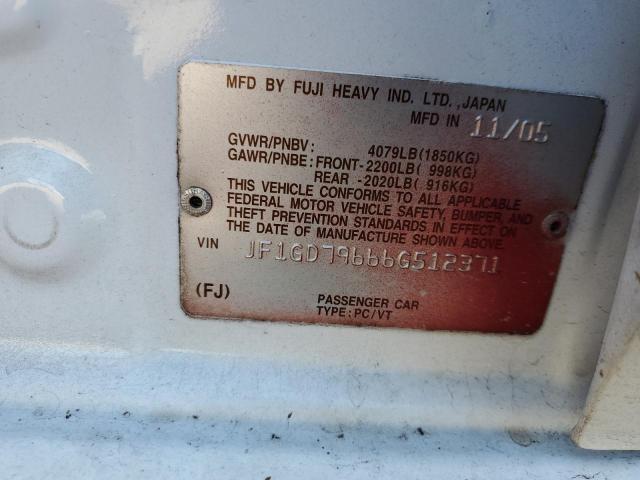 MFD BY FUJI HEAVY IND. LTD.,JAPAN
MFD IN 11/05
GVWR/PNBV: 4079LB(1850KG)
GAWR/PNBE: FRONT-2200LB( 998KG)
REAR -2020LB( 916KG)
THIS VEHICLE CONFORMS TO ALL APPLICABLE
FEDERAL MOTOR VEHICLE SAFETY, BUMPER, AND
THEFT PREVENTION STANDARDS IN EFFECT ON
THE DATE OF MANUFACTURE SHOWN ABOVE.
VIN JF1GD79666G512371
(FJ) PASSENGER CAR
TYPE: PC/VT